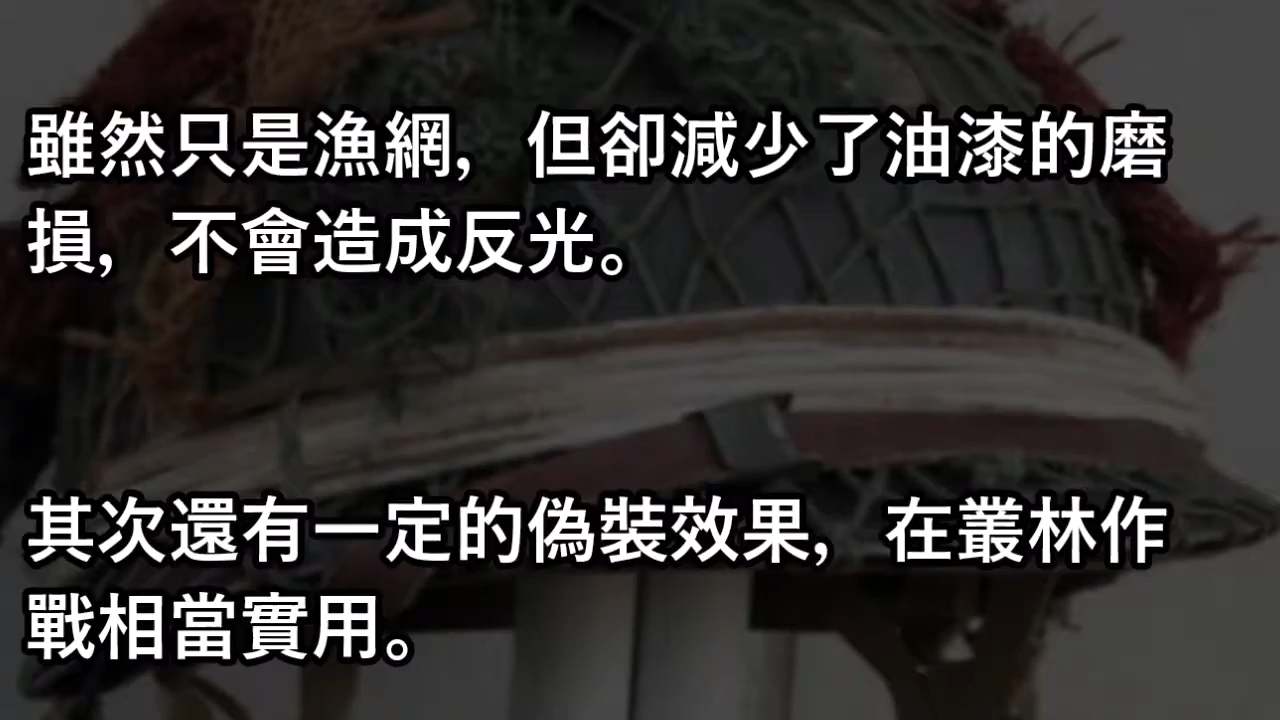 雖然只是漁網，但卻減少了油漆的磨
損，不會造成反光。
其次還有一定的偽裝效果，在叢林作
戰相當實用。